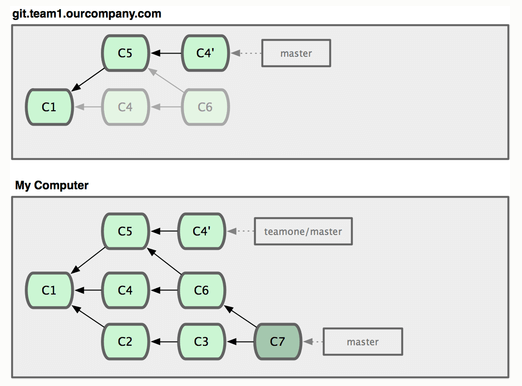 git.team1.ourcompany.com
C5
C4'
master
C1
C4
C6
My Computer
C5
C4'
teamone/master
C1
C4
C6
C2
C3
C7
master